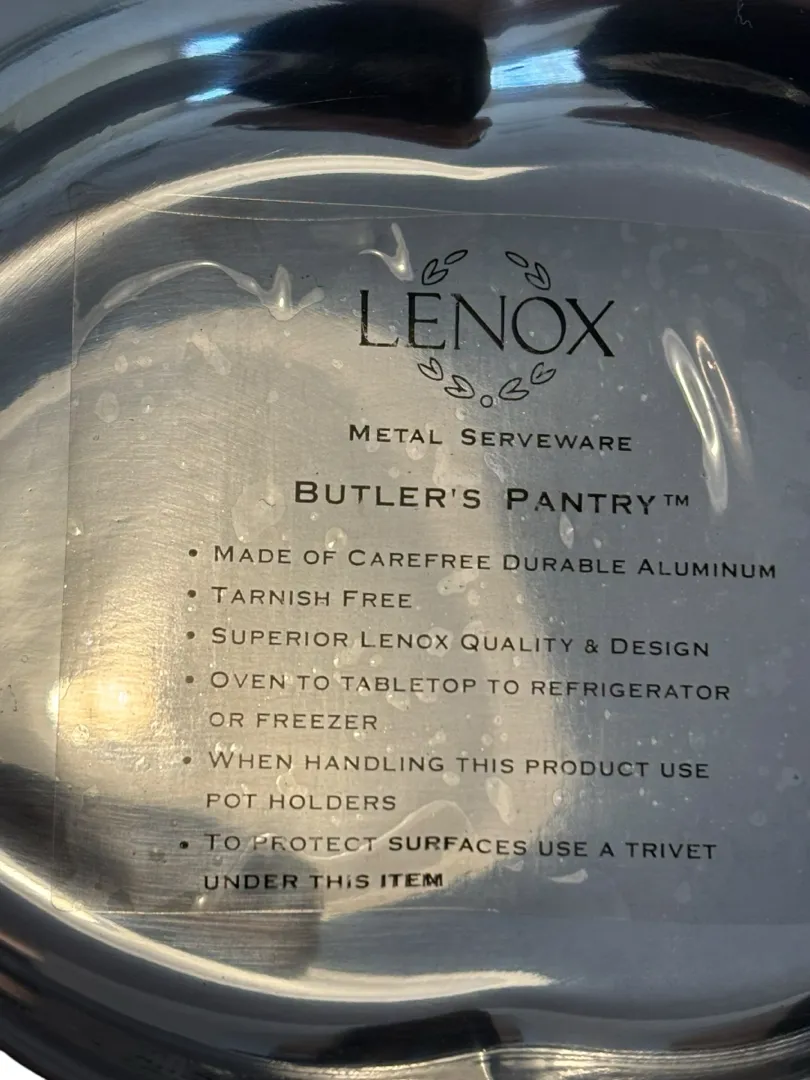 LENOX
METAL SERVEWARE
BUTLER'S PANTRY™
• MADE OF CAREFREE DURABLE ALUMINUM
• TARNISH FREE
• SUPERIOR LENOX QUALITY & DESIGN
• OVEN TO TABLETOP TO REFRIGERATOR
OR FREEZER
• WHEN HANDLING THIS PRODUCT USE
POT HOLDERS
• TO PROTECT SURFACES USE A TRIVET
UNDER THIS ITEM